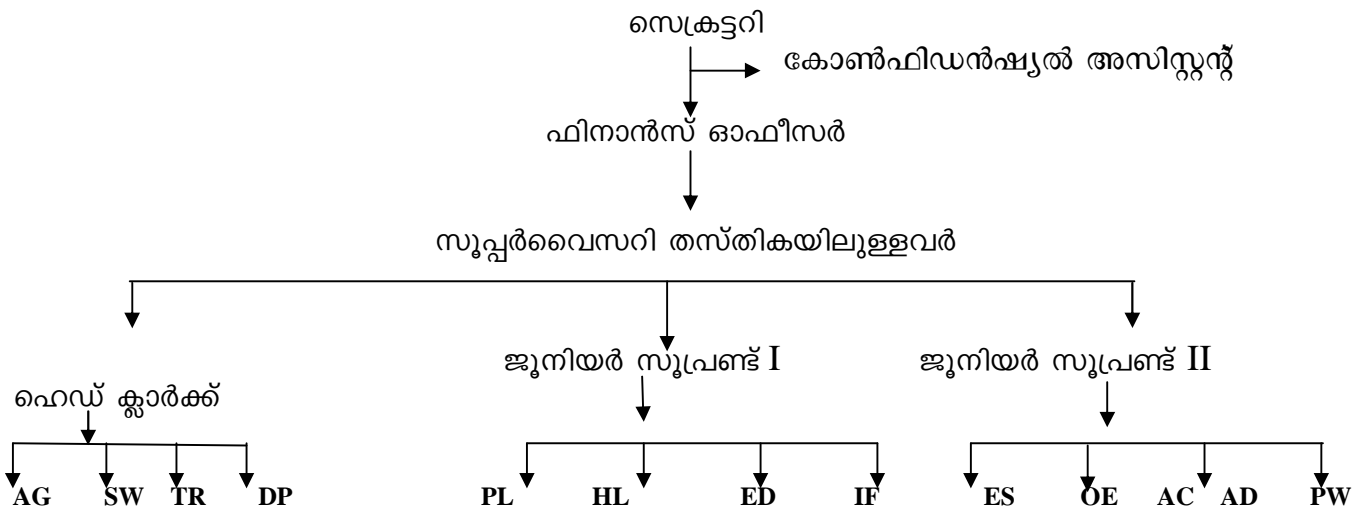 സെക്രട്ടറി
കോൺഫിഡൻഷ്യൽ അസിസ്റ്റന്റ്
ഫിനാൻസ് ഓഫീസർ
സൂപ്പർവൈസറി തസ്തികയിലുള്ളവർ
ജൂനിയർ സൂപ്രണ്ട് I ജൂനിയർ സൂപ്രണ്ട് II
ഹെഡ് ക്ലാർക്ക്
AG SW TR DP PL HL ED IF ES OE AC AD PW